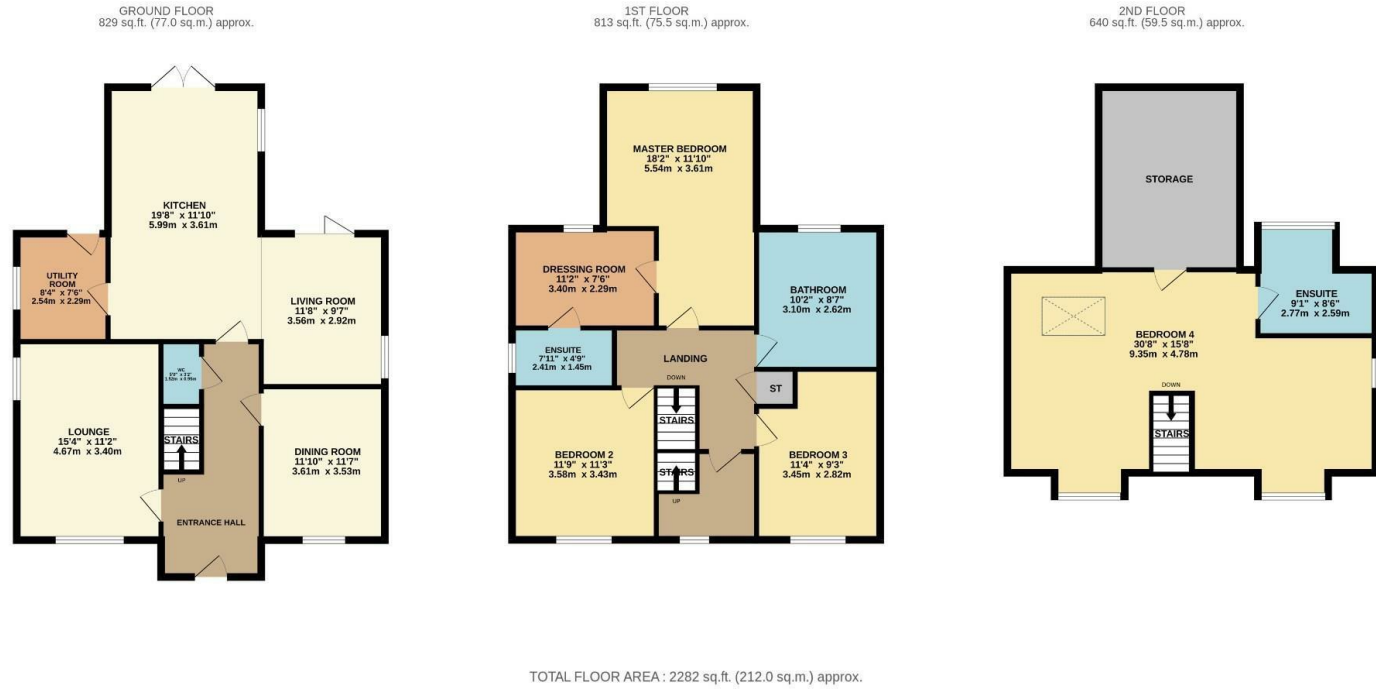 GROUND FLOOR
829 sq.ft. (77.0 sq.m.) approx.
KITCHEN
19'8" x 11'10"
5.99m x 3.61m
UTILITY
ROOM
8'4" x 7'6"
2.54m x 2.29m
LIVING ROOM
11'8" x 9'7"
3.56m x 2.92m
WC
LOUNGE
15'4" x 11'2"
4.67m x 3.40m
STAIRS
UP
DINING ROOM
11'10" x 11'7"
3.61m x 3.53m
ENTRANCE HALL
1ST FLOOR
813 sq.ft. (75.5 sq.m.) approx.
MASTER BEDROOM
18'2" x 11'10"
5.54m x 3.61m
DRESSING ROOM
11'2" x 7'6"
3.40m x 2.29m
BATHROOM
10'2" x 8'7"
3.10m x 2.62m
ENSUITE
7'11" x 4'9"
2.41m x 1.45m
LANDING
DOWN
ST
STAIRS
BEDROOM 2
11'9" x 11'3"
3.58m x 3.43m
STAIRS
UP
BEDROOM 3
11'4" x 9'3"
3.45m x 2.82m
2ND FLOOR
640 sq.ft. (59.5 sq.m.) approx.
STORAGE
ENSUITE
9'1" x 8'6"
2.77m x 2.59m
BEDROOM 4
30'8" x 15'8"
9.35m x 4.78m
DOWN
STAIRS
TOTAL FLOOR AREA : 2282 sq.ft. (212.0 sq.m.) approx.